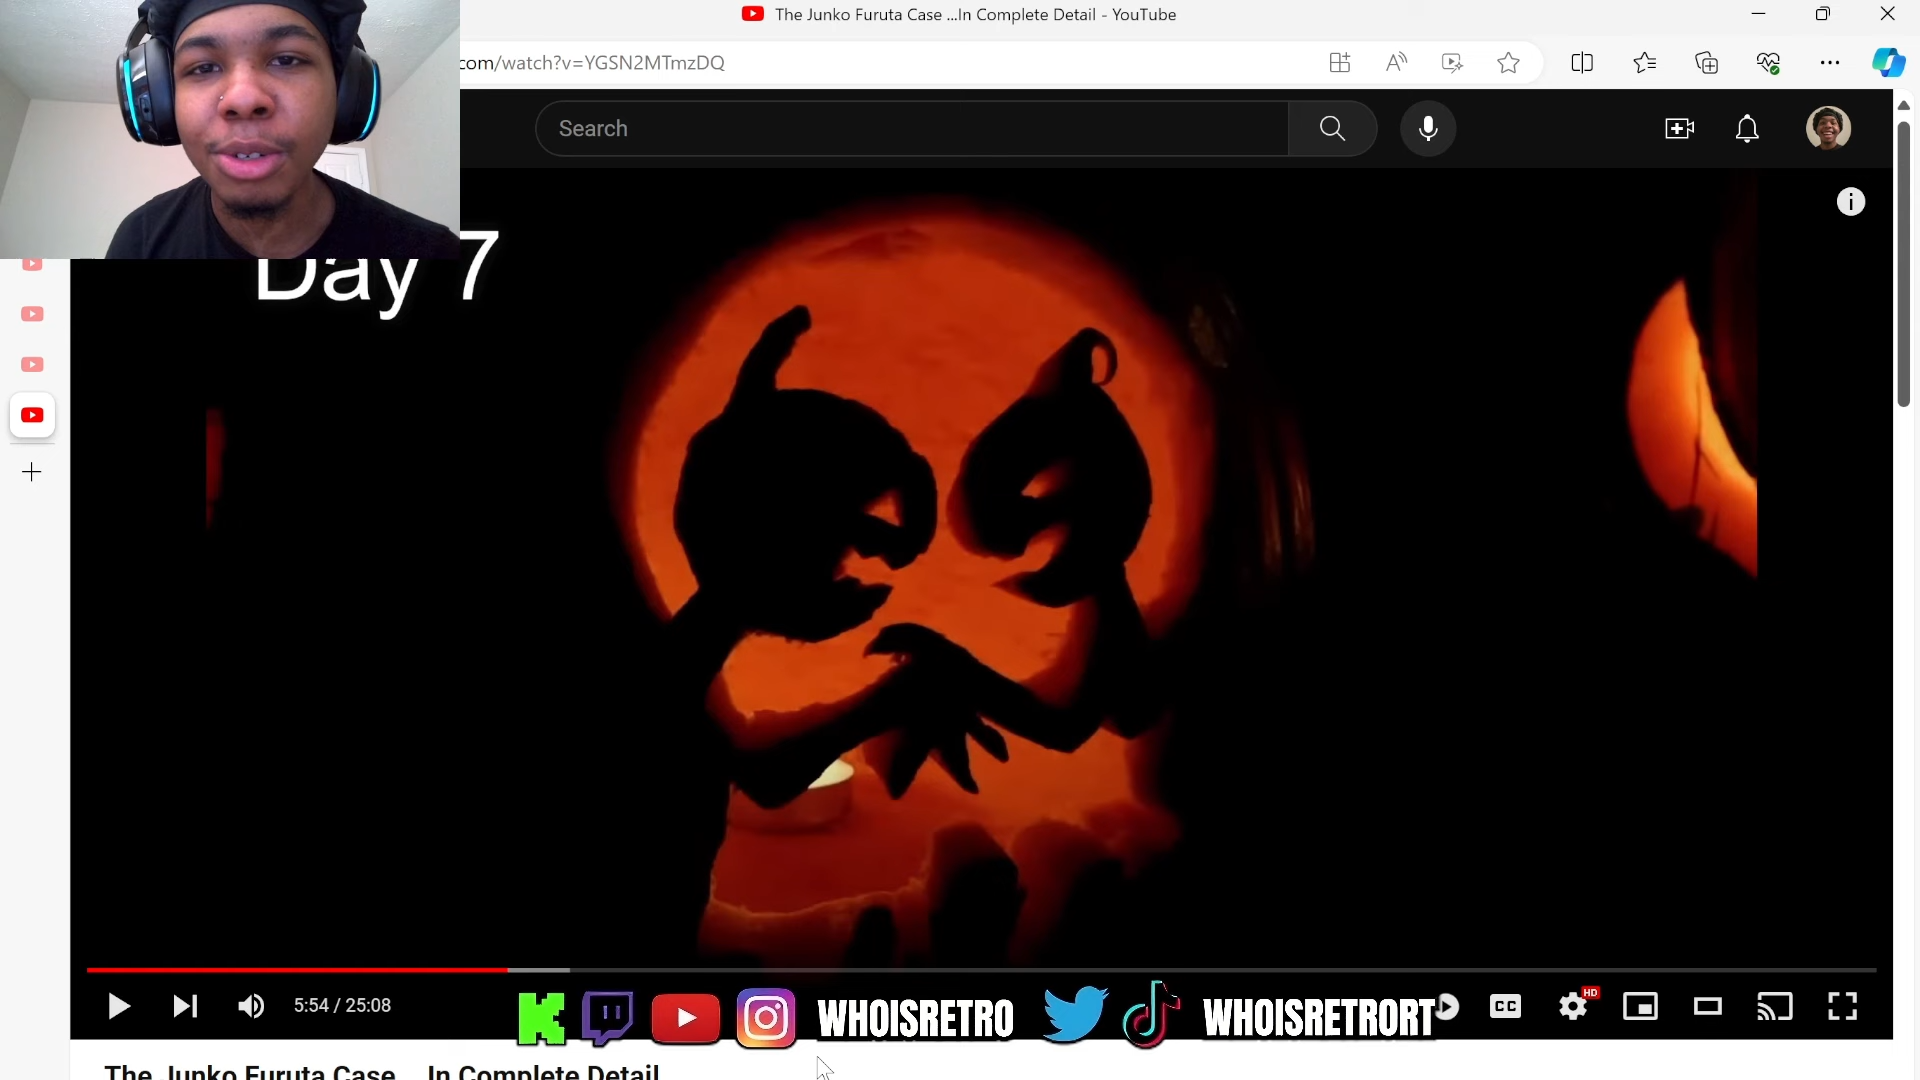 The Junko Furuta Case ...In Complete Detail - YouTube
com/watch?v=YGSN2MTmzDQ
Search
Day 7
5:54 / 25:08
WHOISRETRO
WHOISRETRORT
CC
HD
The Junko Furuta Case ...In Complete Detail